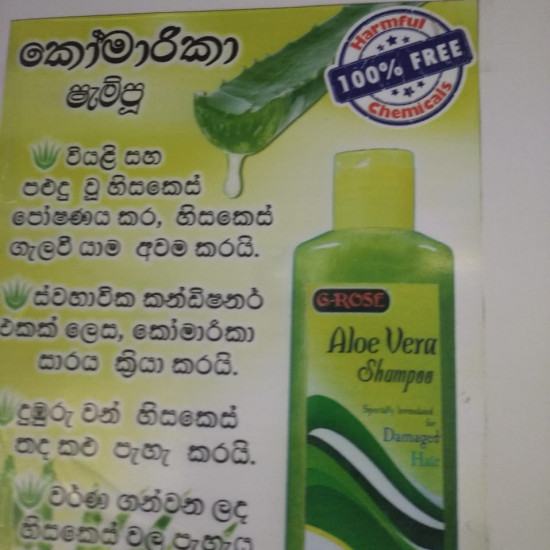 කෝමාරිකා
ෂැම්පූ
Harmful
100% FREE
Chemicals
වියළි සහ
පළුදු වූ හිසකෙස්
පෝෂණය කර, හිසකෙස්
ගැලවී යාම අවම කරයි.
ස්වභාවික කන්ඩිෂනර්
එකක් ලෙස, කෝමාරිකා
සාරය ක්‍රියා කරයි.
දුඹුරු වන් හිසකෙස්
තද කළු පැහැ කරයි.
වර්ණ ගන්වන ලද
හිසකෙස් වල පැහැය
G-ROSE
Aloe Vera
Shampoo
Specially formulated
for
Damaged
Hair